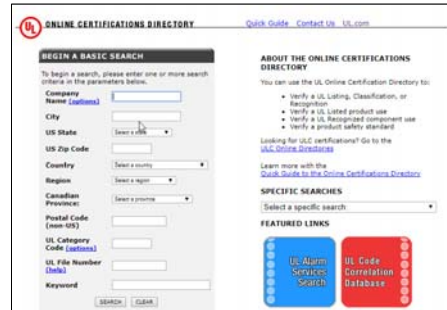 UL
ONLINE CERTIFICATIONS DIRECTORY
Quick Guide Contact Us UL.com
BEGIN A BASIC SEARCH
To begin a search, please enter one or more search
criteria in the parameters below.
Company
Name (options)
City
US State
Select a state
US Zip Code
Country
Select a country
Region
Select a region
Canadian
Province:
Select a province
Postal Code
(non-US)
UL Category
Code (options)
UL File Number
(help)
Keyword
SEARCH CLEAR
ABOUT THE ONLINE CERTIFICATIONS
DIRECTORY
You can use the UL Online Certification Directory to:
Verify a UL Listing, Classification, or
Recognition
Verify a UL Listed product use
Verify a UL Recognized component use
Verify a product safety standard
Looking for ULC certifications? Go to the
ULC Online Directories
Learn more with the
Quick Guide to the Online Certifications Directory
SPECIFIC SEARCHES
Select a specific search
FEATURED LINKS
UL Alarm
Services
Search
UL Code
Correlation
Database